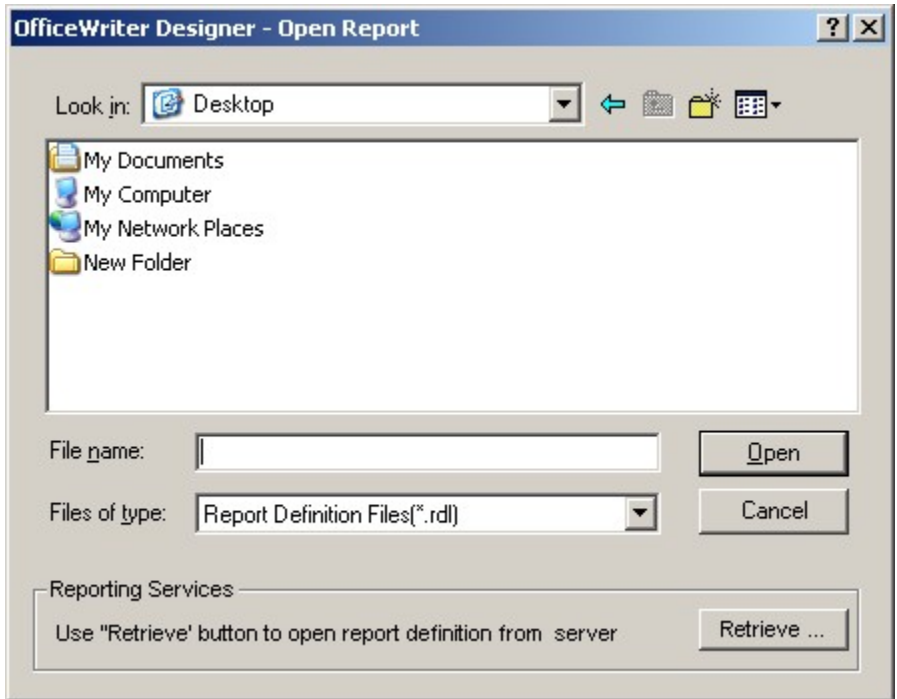 OfficeWriter Designer - Open Report
Look in: Desktop
My Documents
My Computer
My Network Places
New Folder
File name:
Open
Files of type: Report Definition Files(*.rdl)
Cancel
Reporting Services
Use "Retrieve' button to open report definition from  server
Retrieve ...